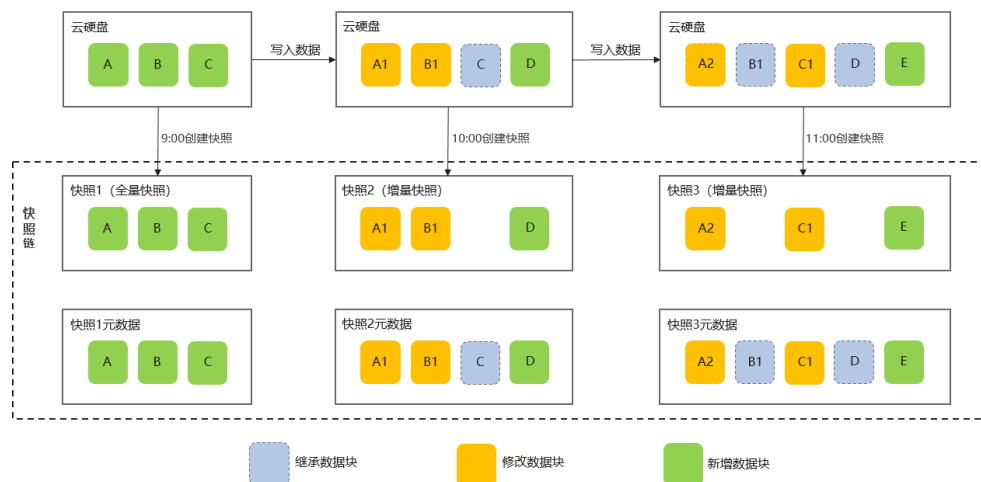 云硬盘
A B C
写入数据
云硬盘
A1 B1 C D
写入数据
云硬盘
A2 B1 C1 D E
9:00创建快照
10:00创建快照
11:00创建快照
快照链
快照1（全量快照）
A B C
快照2（增量快照）
A1 B1 D
快照3（增量快照）
A2 C1 E
快照1元数据
A B C
快照2元数据
A1 B1 C D
快照3元数据
A2 B1 C1 D E
继承数据块
修改数据块
新增数据块